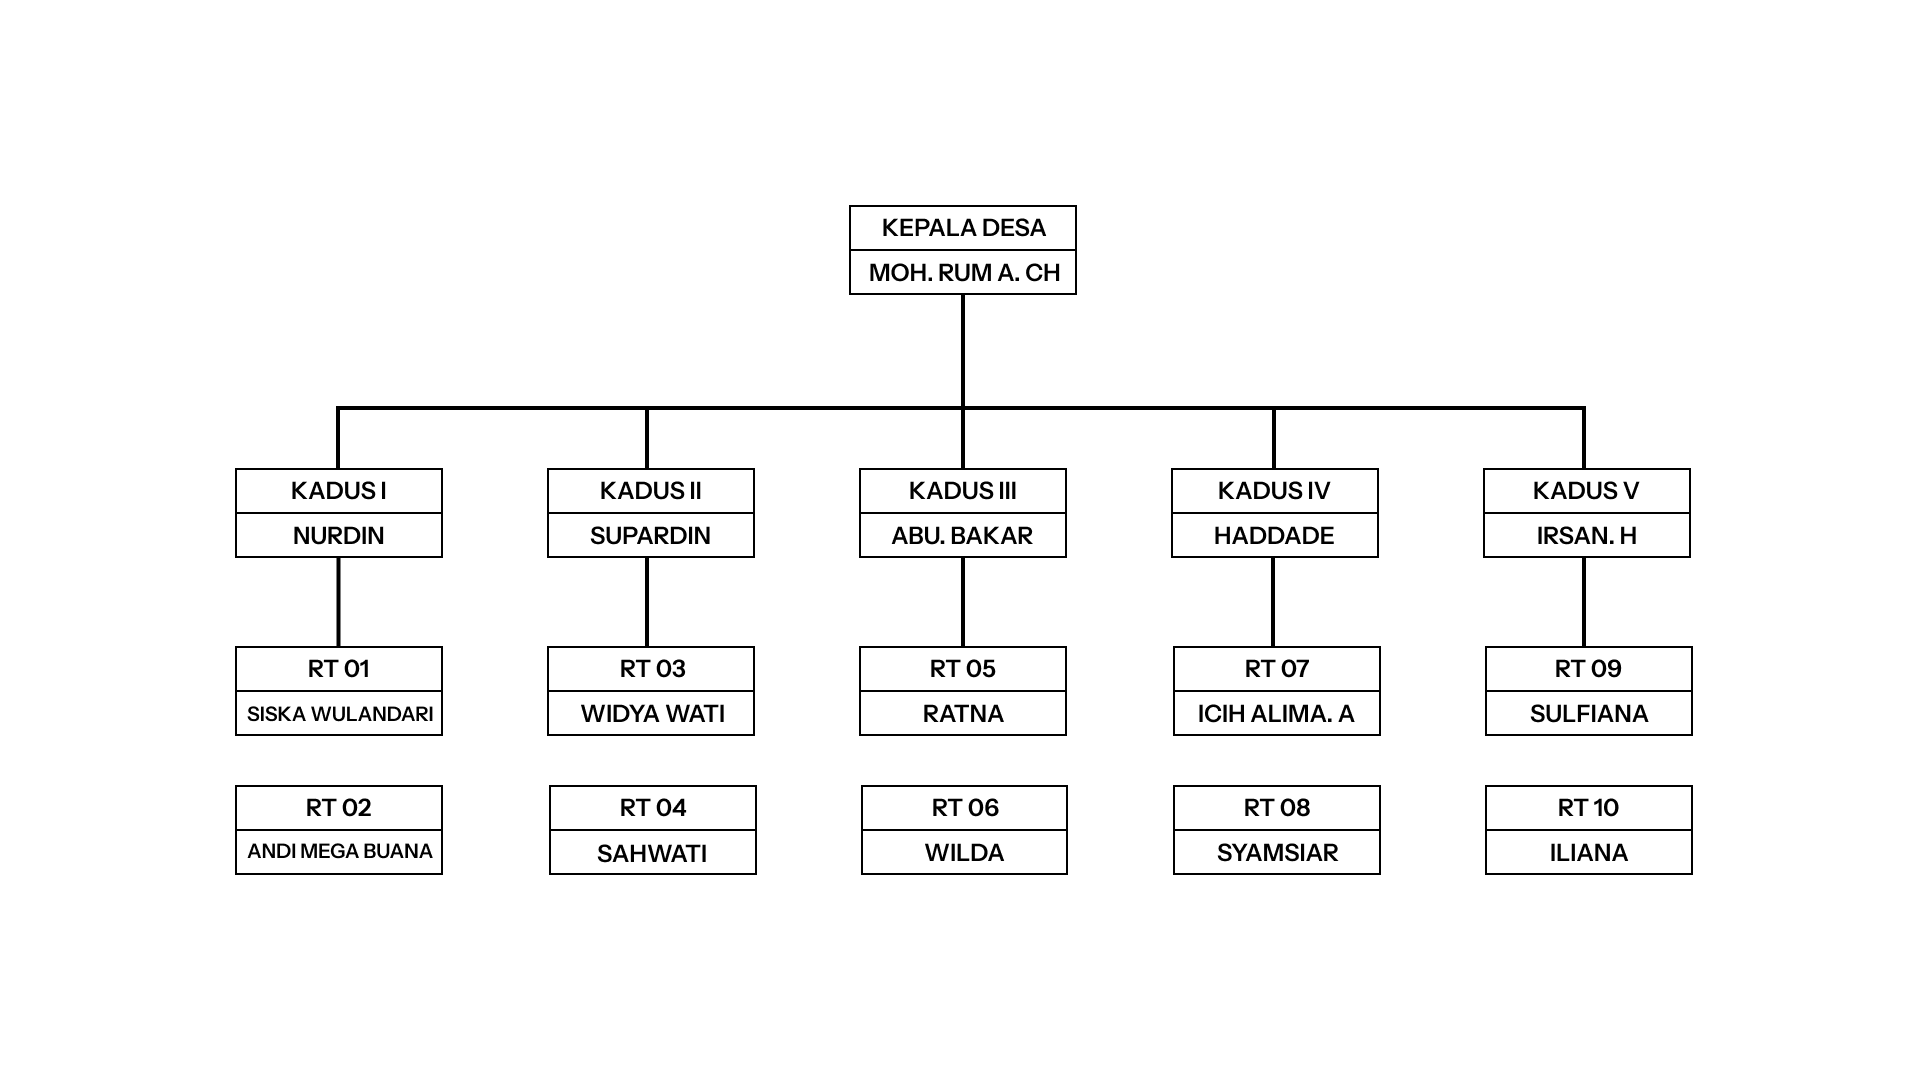 KEPALA DESA
MOH. RUM A. CH
KADUS I
NURDIN
KADUS II
SUPARDIN
KADUS III
ABU. BAKAR
KADUS IV
HADDADE
KADUS V
IRSAN. H
RT 01
SISKA WULANDARI
RT 03
WIDYA WATI
RT 05
RATNA
RT 07
ICIH ALIMA. A
RT 09
SULFIANA
RT 02
ANDI MEGA BUANA
RT 04
SAHWATI
RT 06
WILDA
RT 08
SYAMSIAR
RT 10
ILIANA